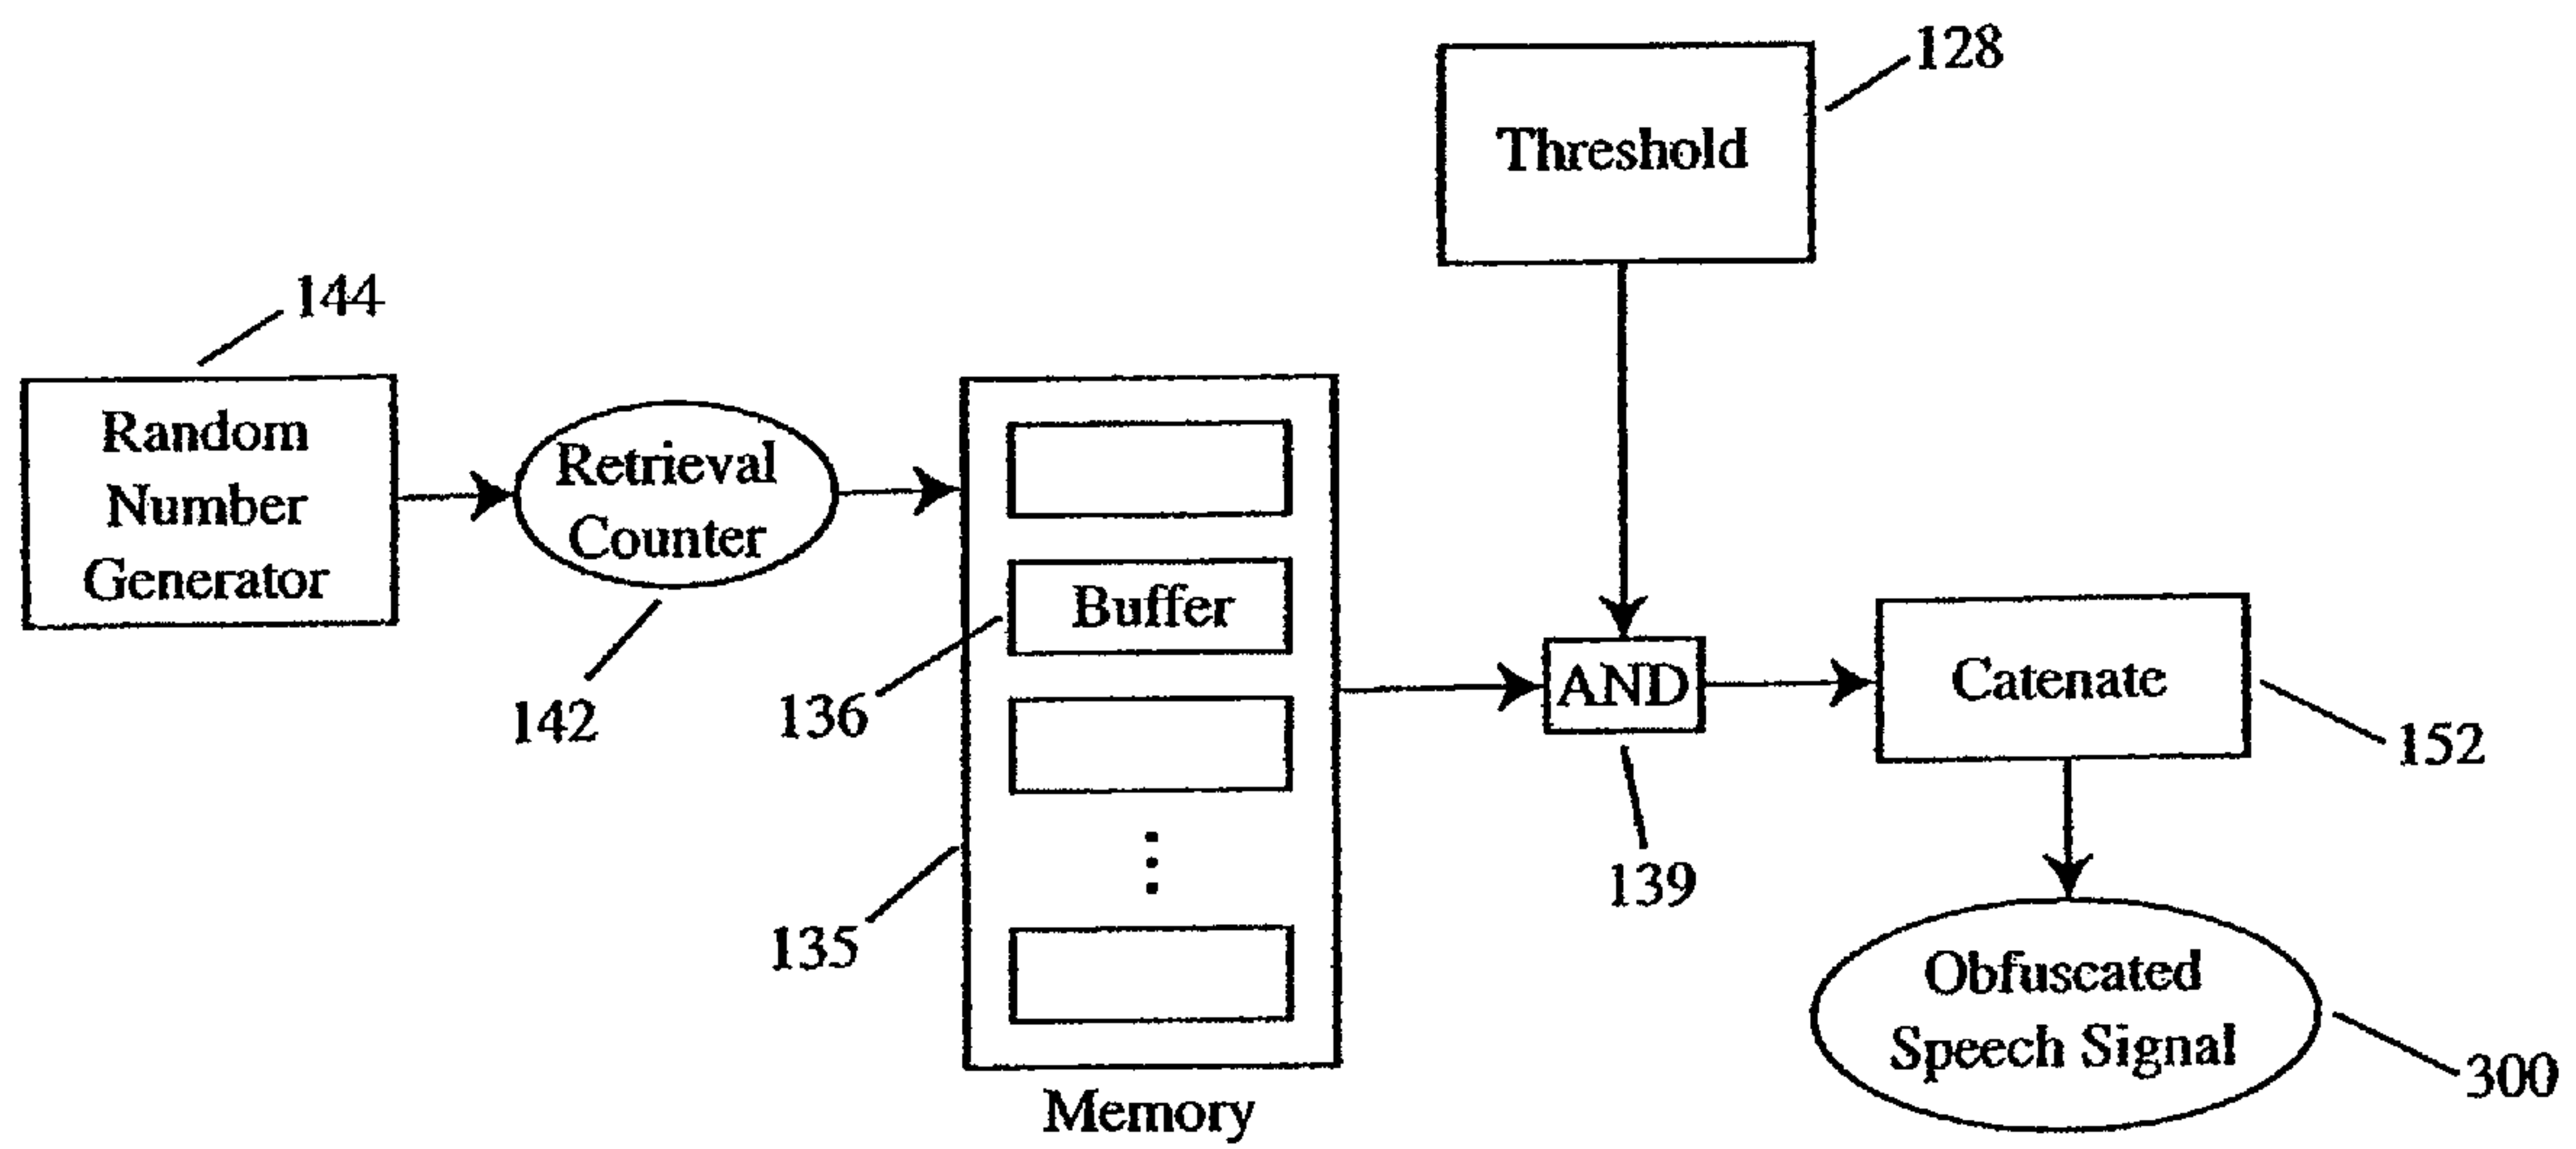 128
Threshold
144
Random
Number
Generator
Retrieval
Counter
142
Buffer
136
135
Memory
AND
139
Catenate
152
Obfuscated
Speech Signal
300